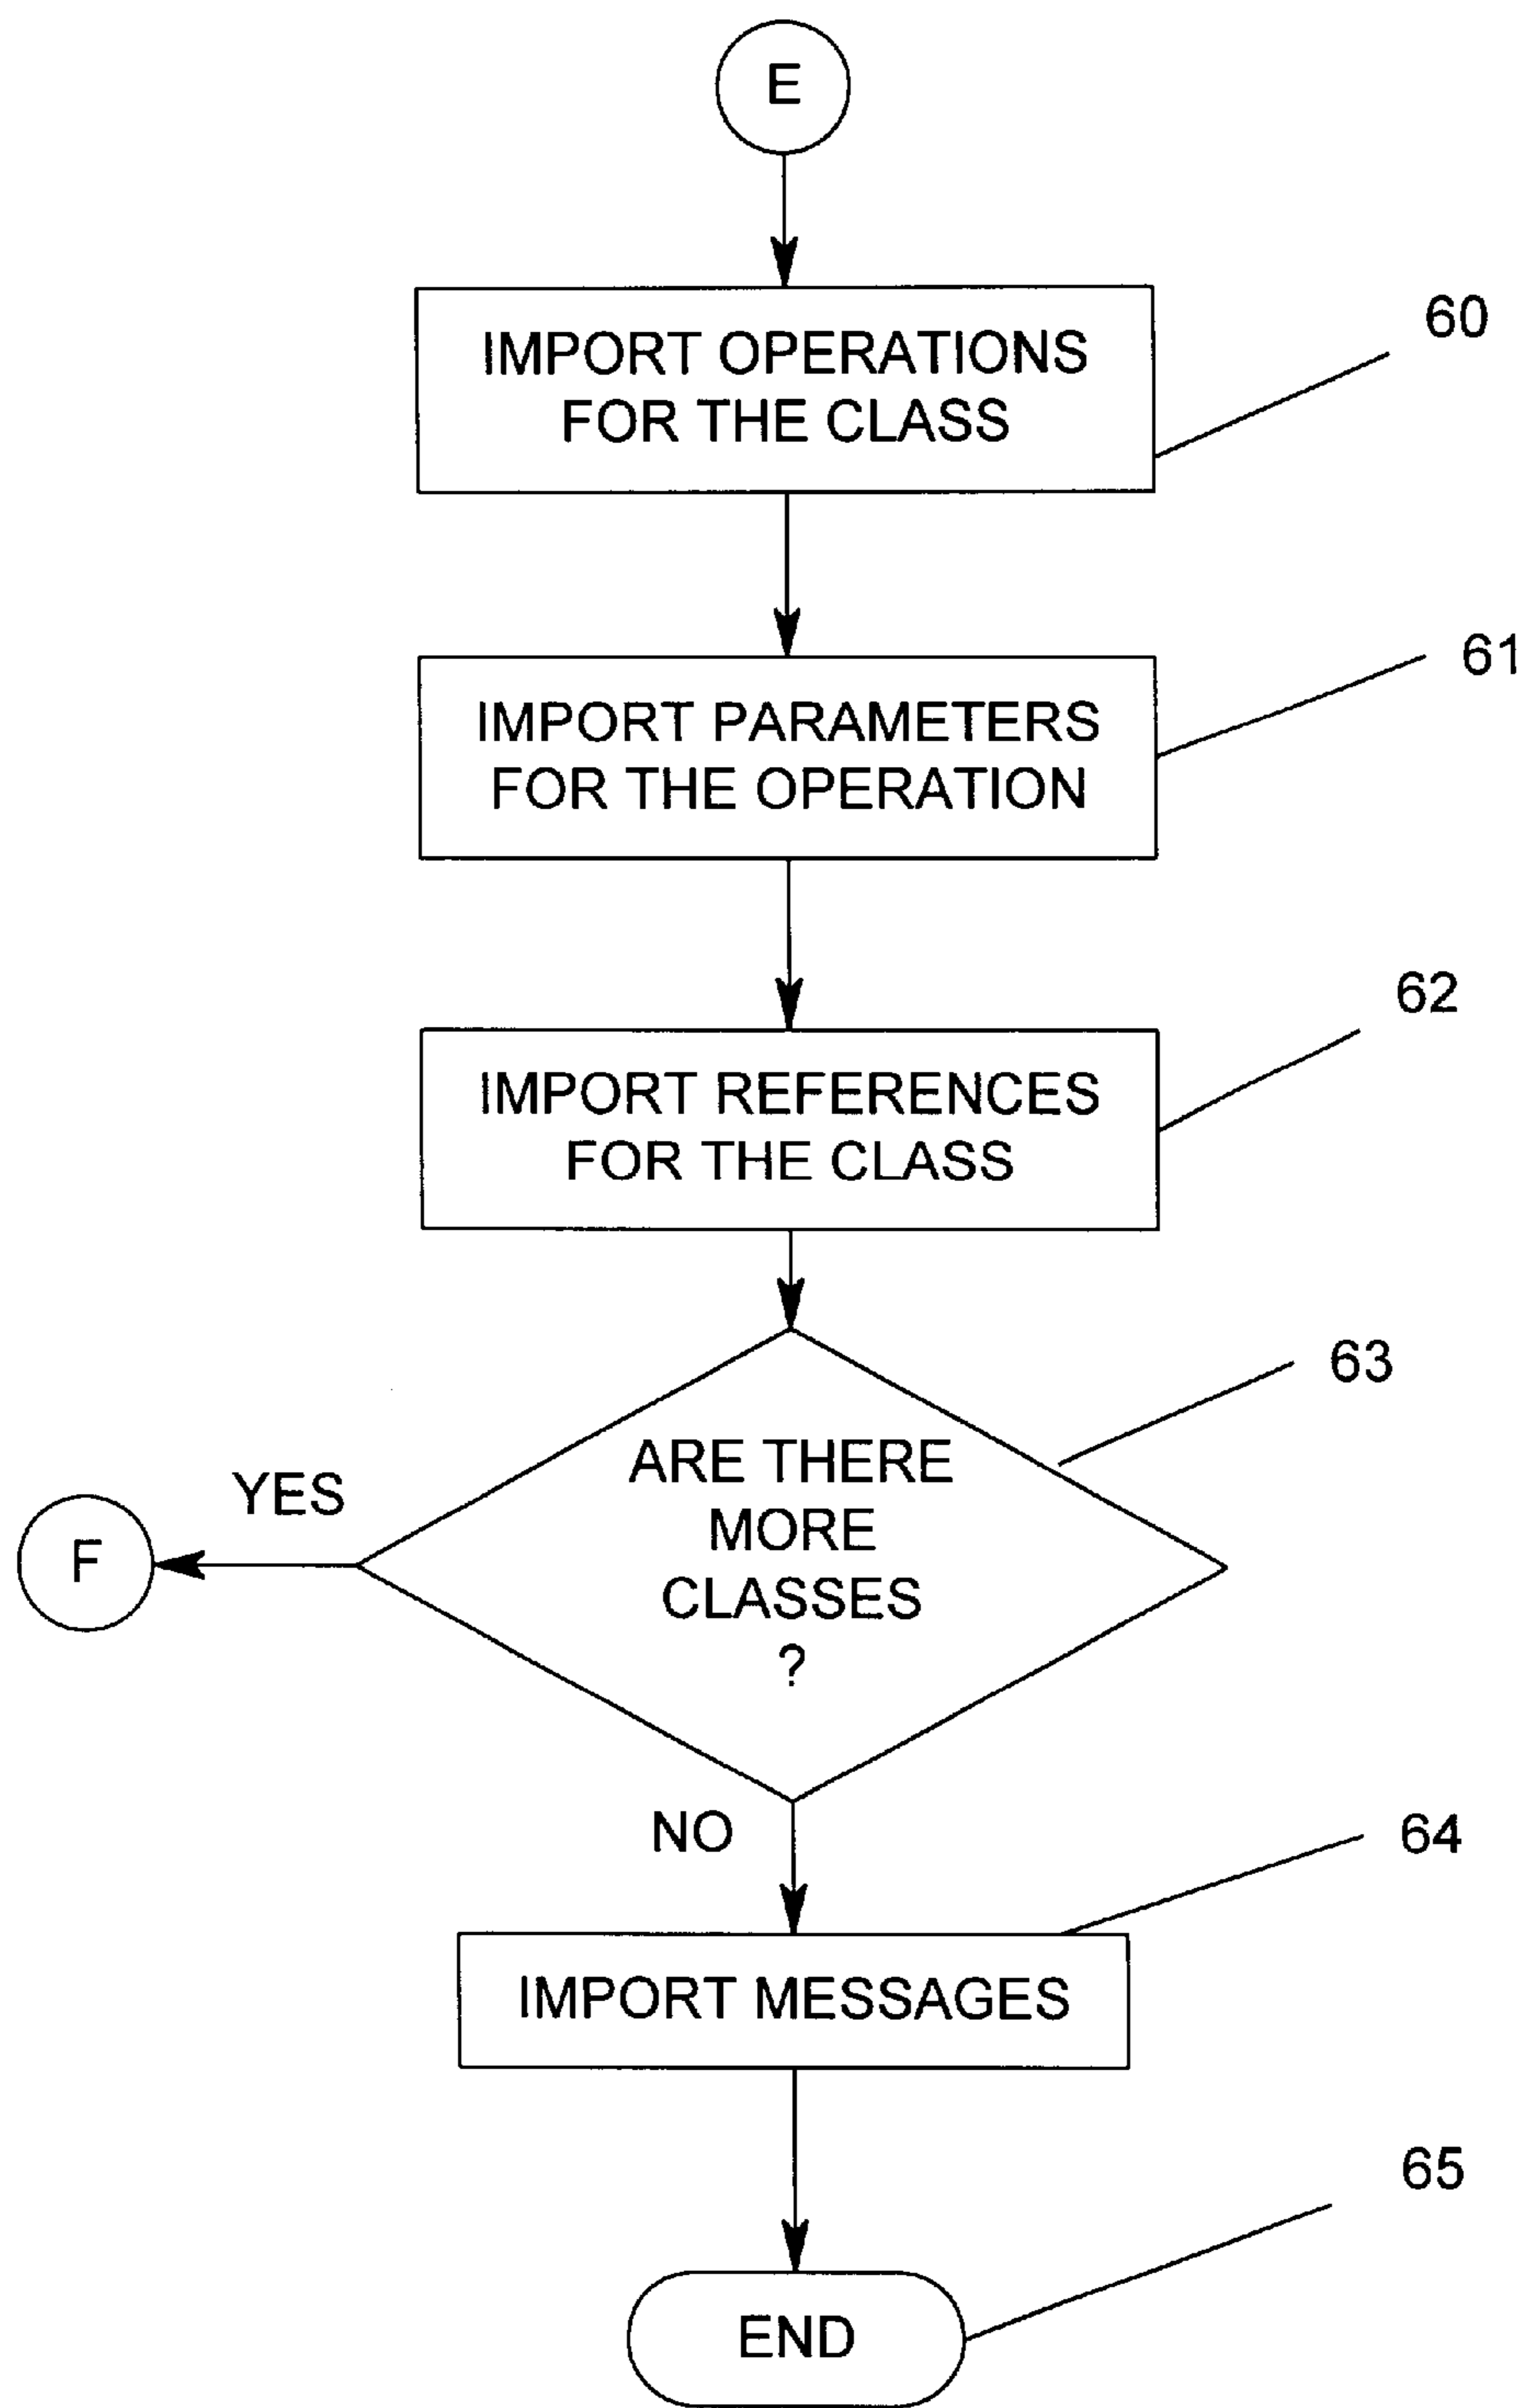 E
IMPORT OPERATIONS
FOR THE CLASS
60
IMPORT PARAMETERS
FOR THE OPERATION
61
IMPORT REFERENCES
FOR THE CLASS
62
ARE THERE
MORE
CLASSES
?
63
YES
F
NO
IMPORT MESSAGES
64
END
65